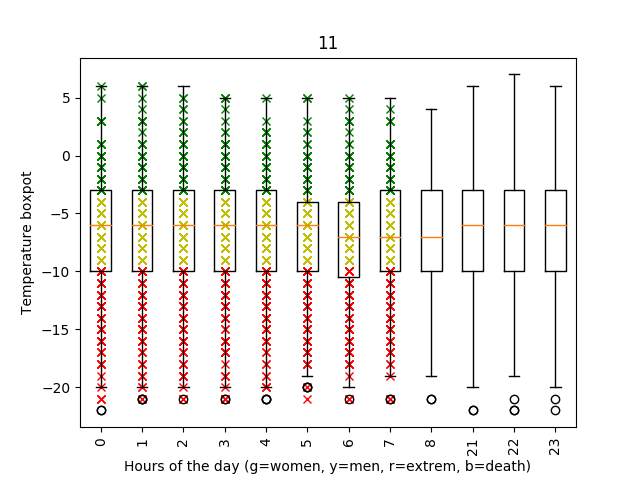 11
5
0
−5
−10
−15
−20
Temperature boxpot
0 1 2 3 4 5 6 7 8 21 22 23
Hours of the day (g=women, y=men, r=extrem, b=death)